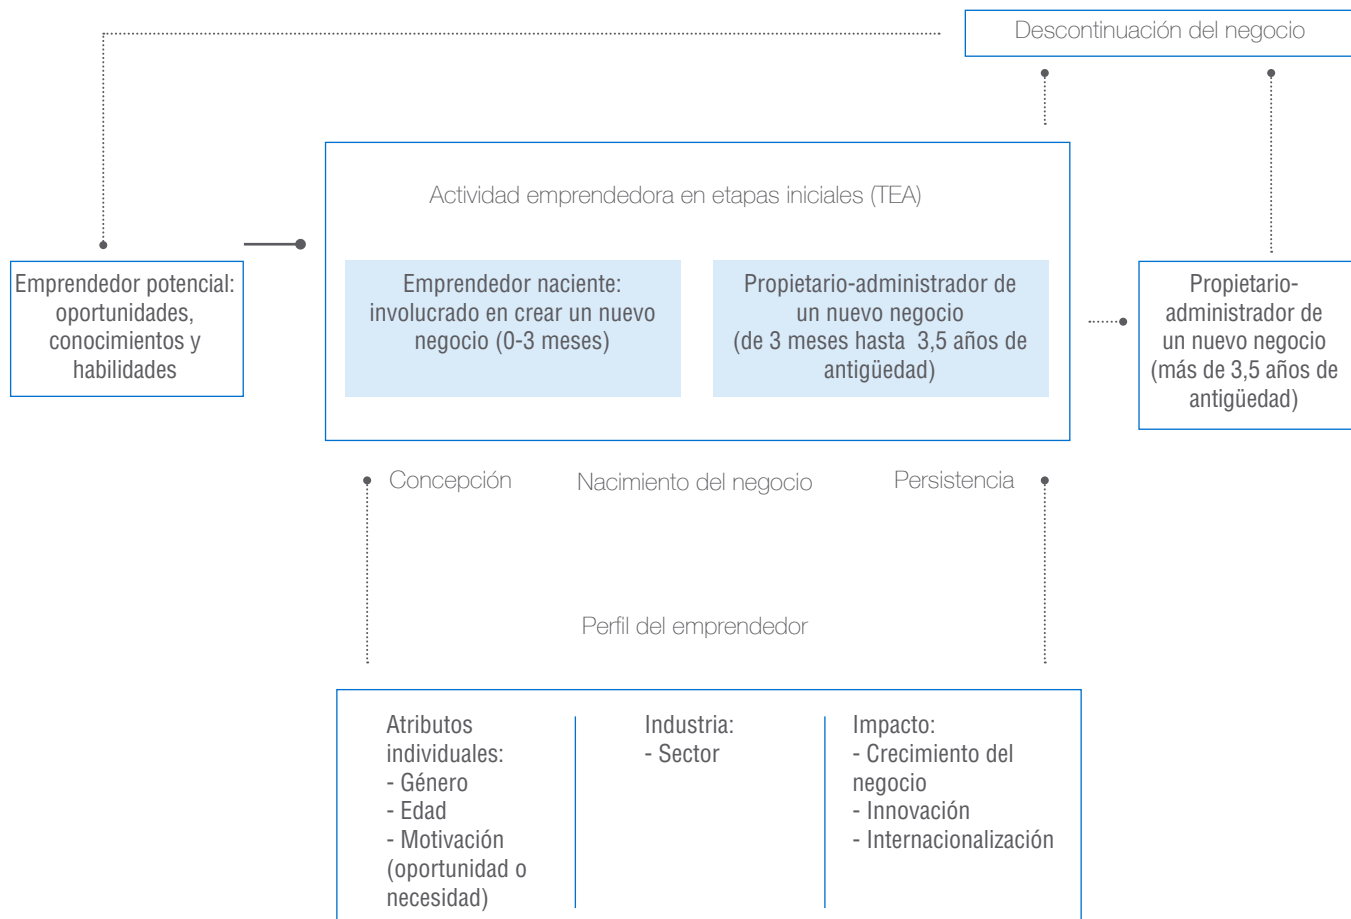 Descontinuación del negocio
Actividad emprendedora en etapas iniciales (TEA)
Emprendedor potencial:
oportunidades,
conocimientos y
habilidades
Emprendedor naciente:
involucrado en crear un nuevo
negocio (0-3 meses)
Propietario-administrador de
un nuevo negocio
(de 3 meses hasta 3,5 años de
antigüedad)
Propietario-
administrador de
un nuevo negocio
(más de 3,5 años de
antigüedad)
Concepción
Nacimiento del negocio
Persistencia
Perfil del emprendedor
Atributos
individuales:
- Género
- Edad
- Motivación
(oportunidad o
necesidad)
Industria:
- Sector
Impacto:
- Crecimiento del
negocio
- Innovación
- Internacionalización